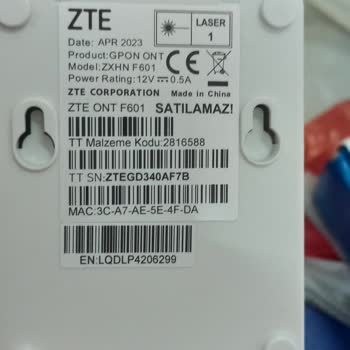 ZTE
LASER
1
Date: APR 2023
Product:GPON ONT
Model:ZXHN F601
Power Rating:12V⎓0.5A
ZTE CORPORATION Made in China
ZTE ONT F601 SATILAMAZ!
TT Malzeme Kodu:2816588
TT SN:ZTEGD340AF7B
MAC:3C-A7-AE-5E-4F-DA
EN:LQDLP4206299